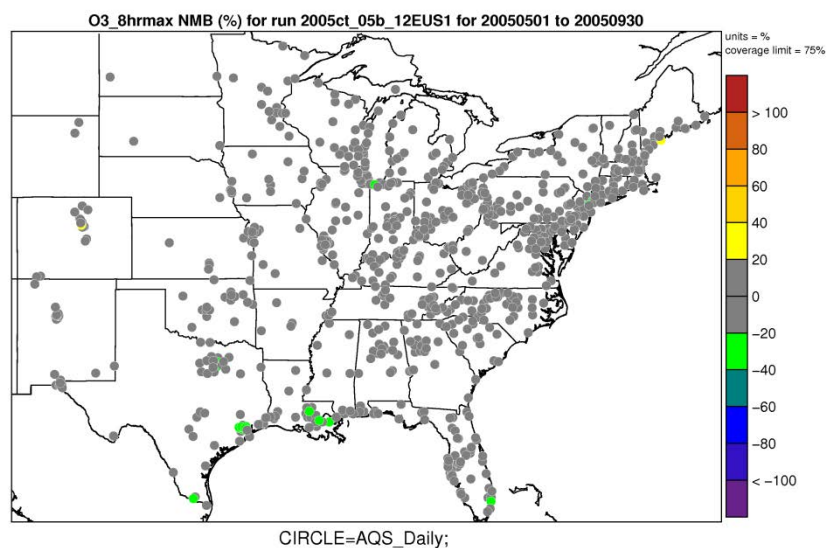 O3_8hrmax NMB (%) for run 2005ct_05b_12EUS1 for 20050501 to 20050930
units = %
coverage limit = 75%
> 100
80
60
40
20
0
-20
-40
-60
-80
< -100
CIRCLE=AQS_Daily;